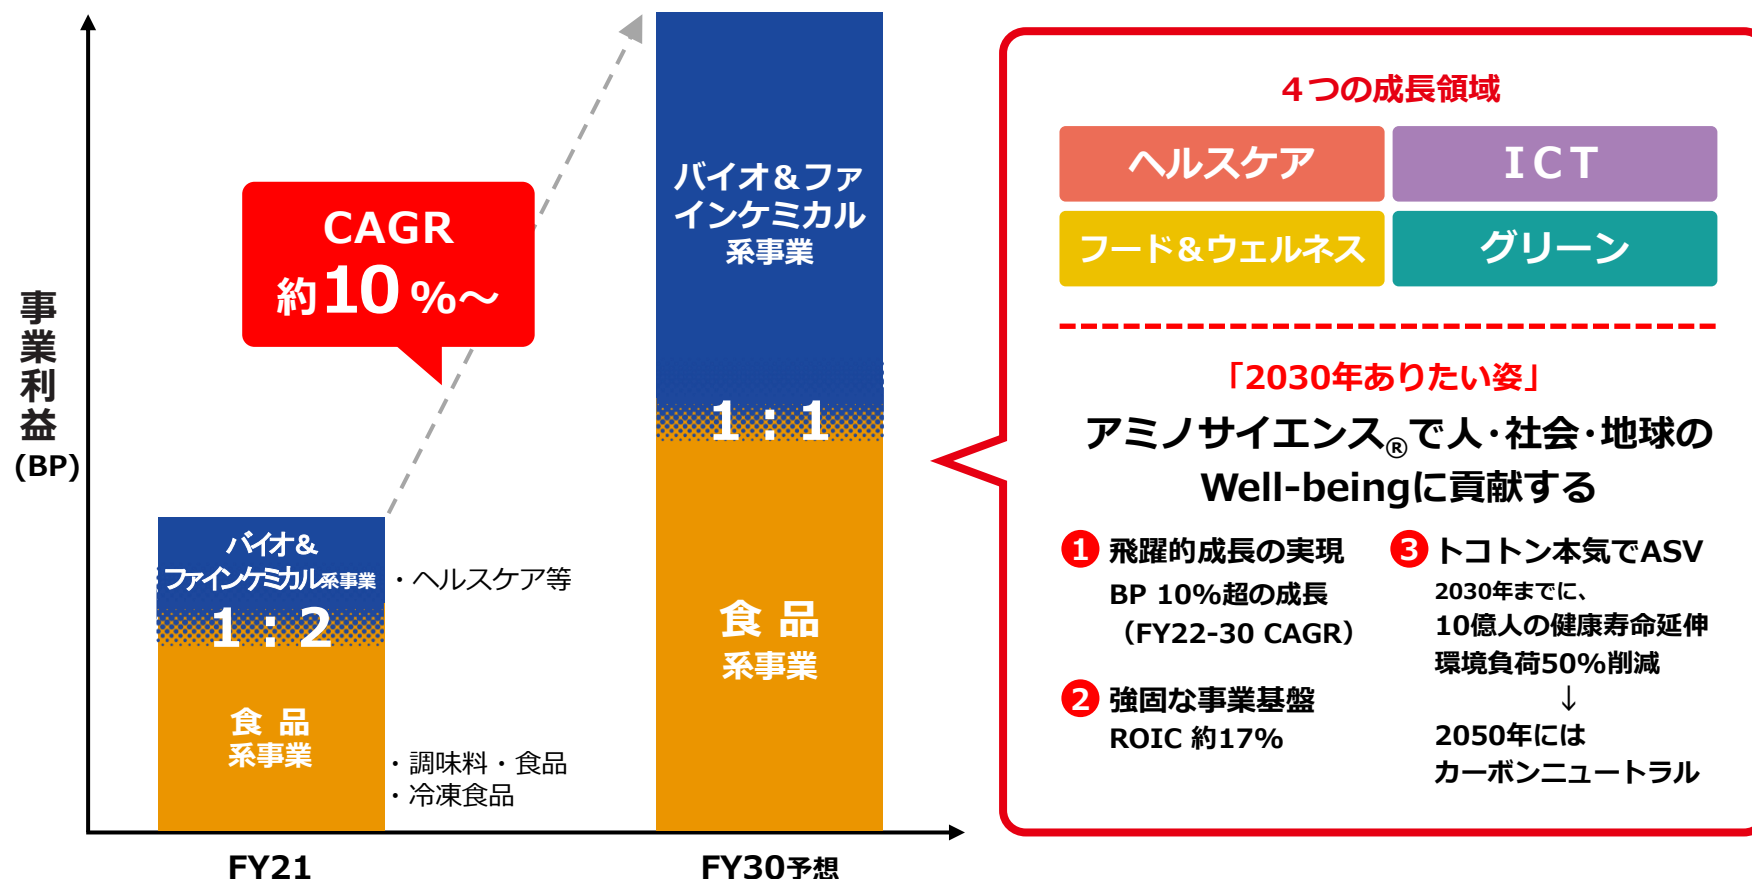 事業利益
(BP)
CAGR
約10%～
バイオ&
ファインケミカル系事業
1：2
食品
系事業
・ヘルスケア等
・調味料・食品
・冷凍食品
FY21
バイオ&ファ
インケミカル
系事業
1：1
食品
系事業
FY30予想
４つの成長領域
ヘルスケア
ＩＣＴ
フード&ウェルネス
グリーン
「2030年ありたい姿」
アミノサイエンス®で人・社会・地球の
Well-beingに貢献する
❶ 飛躍的成長の実現
BP 10%超の成長
（FY22-30 CAGR）
❷ 強固な事業基盤
ROIC 約17%
❸ トコトン本気でASV
2030年までに、
10億人の健康寿命延伸
環境負荷50%削減
↓
2050年には
カーボンニュートラル